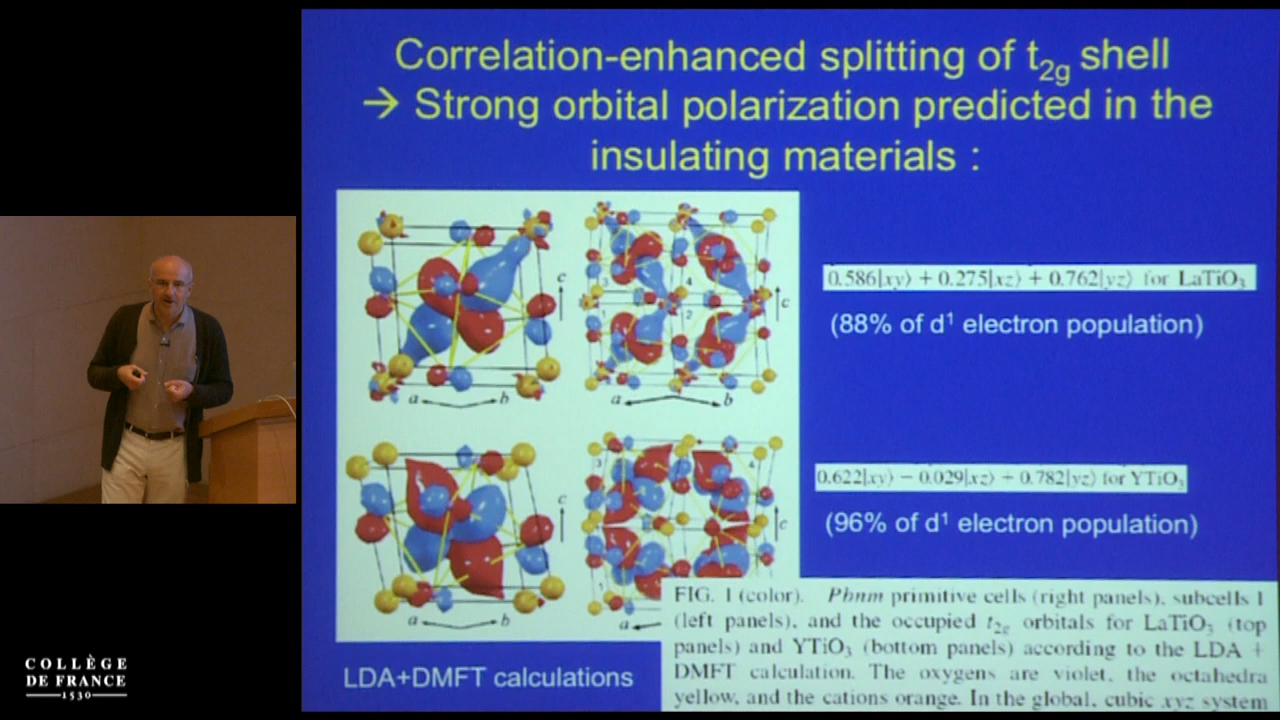 Correlation-enhanced splitting of t2g shell
→ Strong orbital polarization predicted in the
insulating materials :
0.586|xy⟩ + 0.275|xz⟩ + 0.762|yz⟩ for LaTiO3
(88% of d¹ electron population)
c
c
a b
a b
0.622|xy⟩ − 0.029|xz⟩ + 0.782|yz⟩ for YTiO3
(96% of d¹ electron population)
c
c
a b
a
FIG. 1 (color). Pbnm primitive cells (right panels), subcells 1
(left panels), and the occupied t2g orbitals for LaTiO3 (top
panels) and YTiO3 (bottom panels) according to the LDA +
DMFT calculation. The oxygens are violet, the octahedra
yellow, and the cations orange. In the global, cubic xyz system
LDA+DMFT calculations
COLLÈGE
DE FRANCE
1530